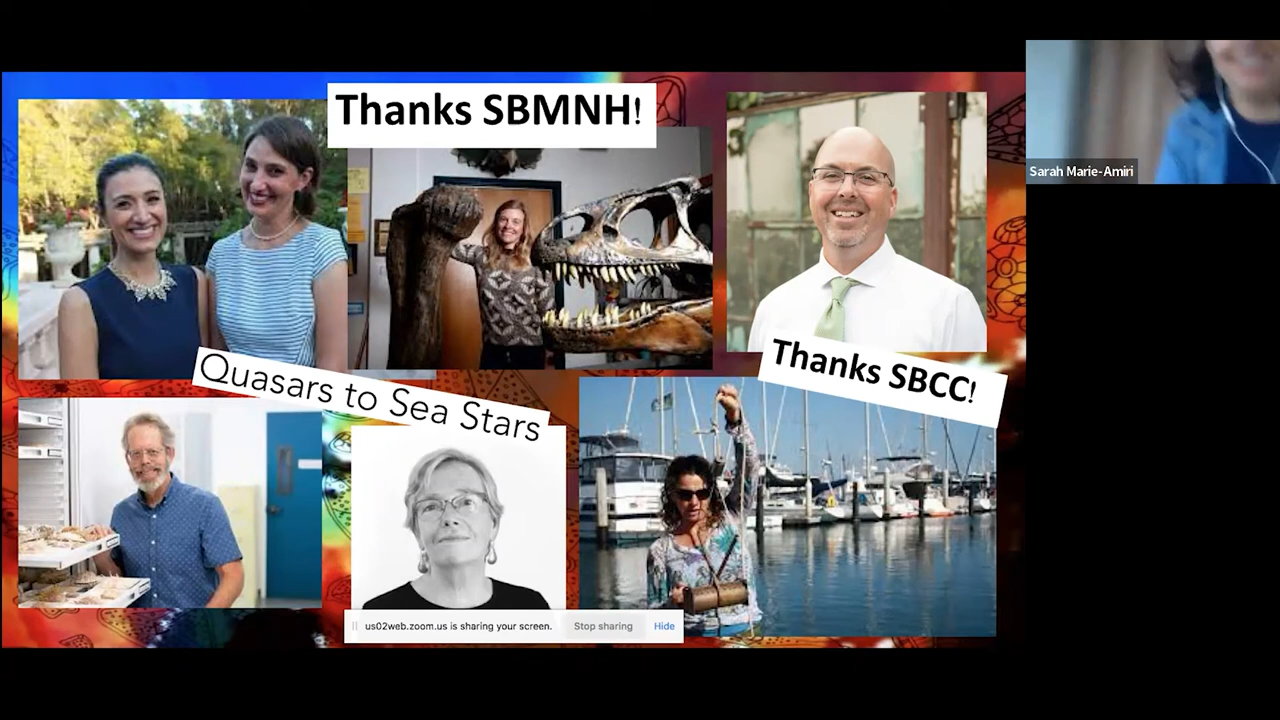 Thanks SBMNH!
Sarah Marie-Amiri
Thanks SBCC!
Quasars to Sea Stars
us02web.zoom.us is sharing your screen. Stop sharing Hide